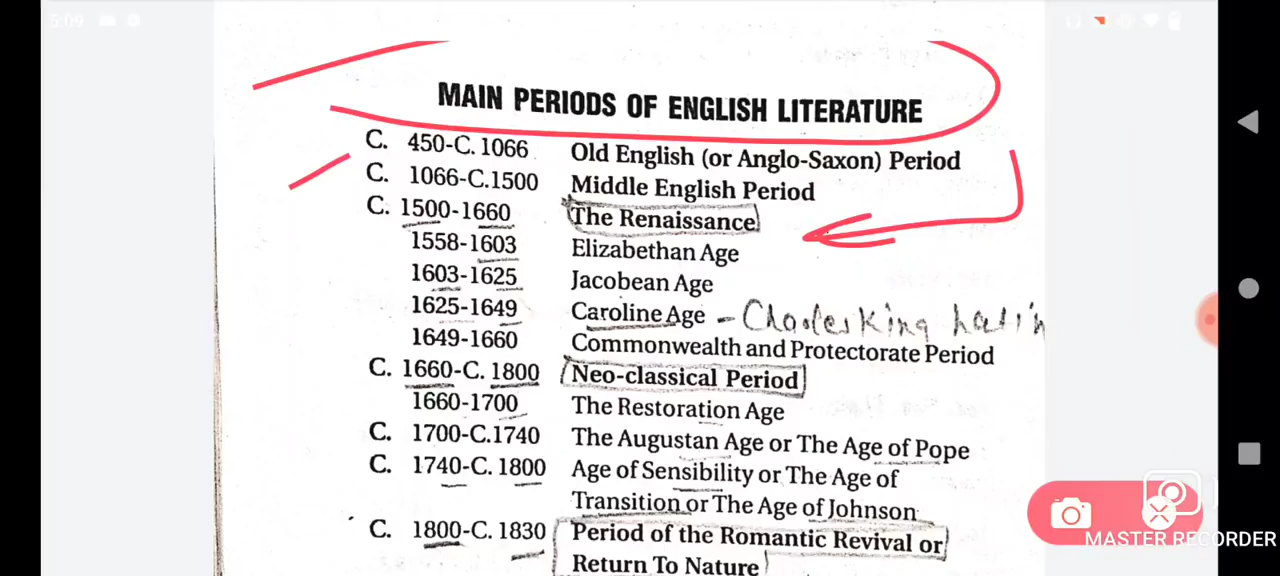 5:09
MAIN PERIODS OF ENGLISH LITERATURE
C. 450-C. 1066 Old English (or Anglo-Saxon) Period
C. 1066-C.1500 Middle English Period
C. 1500-1660 The Renaissance
1558-1603 Elizabethan Age
1603-1625 Jacobean Age
1625-1649 Caroline Age - Charles King
1649-1660 Commonwealth and Protectorate Period
C. 1660-C. 1800 Neo-classical Period
1660-1700 The Restoration Age
C. 1700-C.1740 The Augustan Age or The Age of Pope
C. 1740-C. 1800 Age of Sensibility or The Age of
Transition or The Age of Johnson
C. 1800-C. 1830 Period of the Romantic Revival or
Return To Nature
MASTER RECORDER